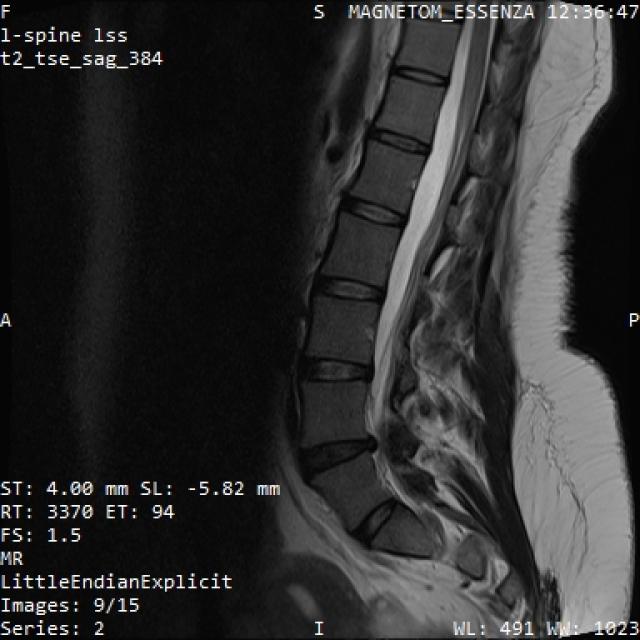 F
S MAGNETOM_ESSENZA 12:36:47
l-spine lss
t2_tse_sag_384
A
P
ST: 4.00 mm SL: -5.82 mm
RT: 3370 ET: 94
FS: 1.5
MR
LittleEndianExplicit
Images: 9/15
Series: 2
I
WL: 491 WW: 1023